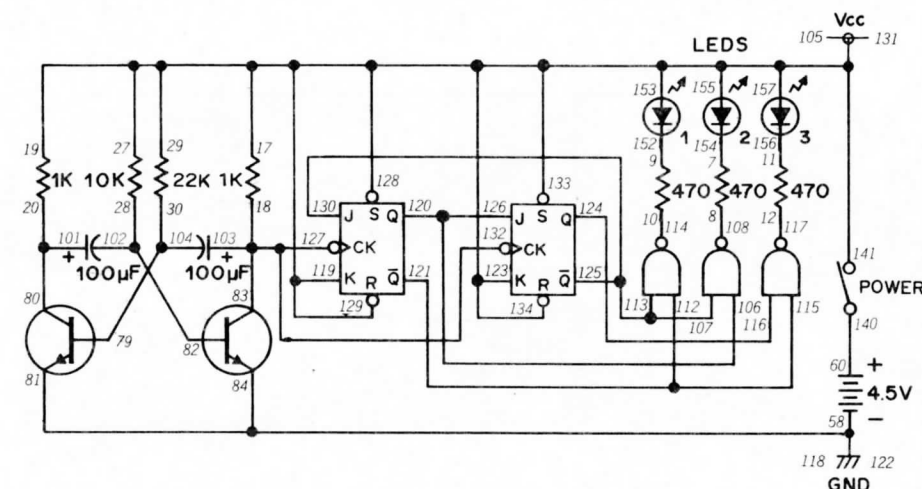 Vcc
105 131
LEDS
153 155 157
152 1 154 2 156 3
19 27 29 17
1K 10K 22K 1K
20 28 30 18
9 7 11
470 470 470
10 8 12
114 108 117
128 133
130 J S Q 120 126 J S Q 124
101 102 104 103
+ 100µF 100µF +
127 CK 132 CK
119 K R Q 121 123 K R Q 125
129 134
113 112 107 106 116 115
141
POWER
140
80 83
79 82
81 84
60 +
4.5V
58 −
118 122
GND